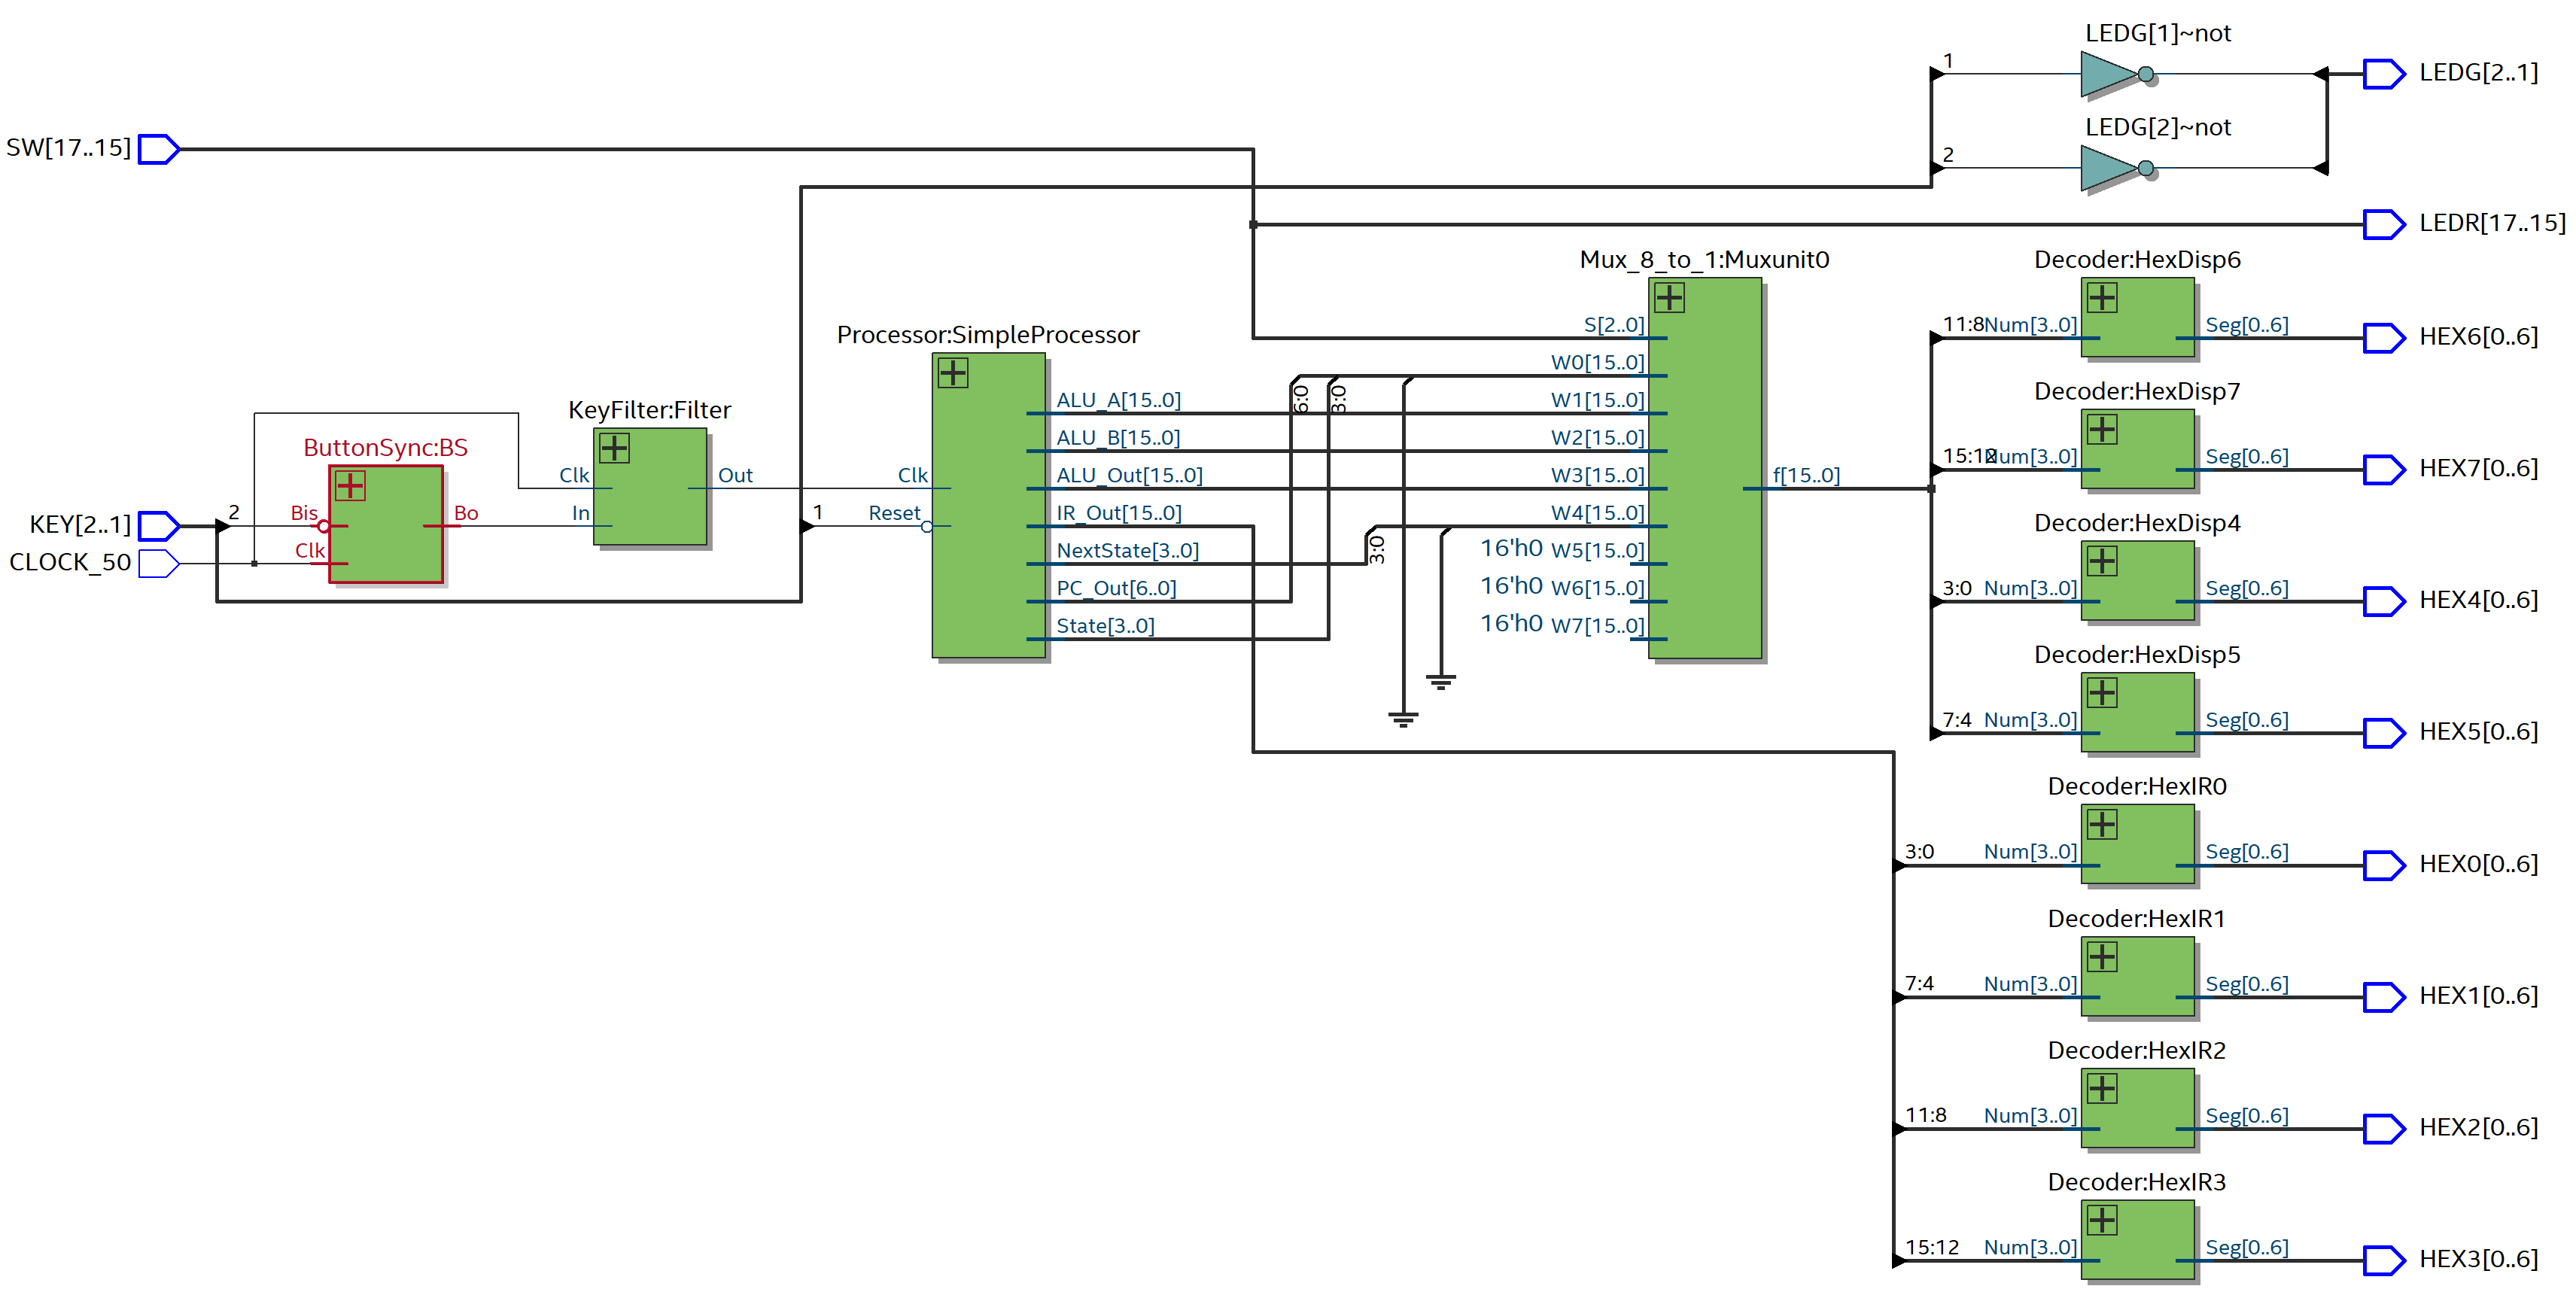 LEDG[1]~not
1
LEDG[2..1]
LEDG[2]~not
2
SW[17..15]
LEDR[17..15]
Mux_8_to_1:Muxunit0
S[2..0]
W0[15..0]
W1[15..0]
W2[15..0]
W3[15..0]
W4[15..0]
16'h0 W5[15..0]
16'h0 W6[15..0]
16'h0 W7[15..0]
f[15..0]
6:0
3:0
3:0
Processor:SimpleProcessor
Clk
1
Reset
ALU_A[15..0]
ALU_B[15..0]
ALU_Out[15..0]
IR_Out[15..0]
NextState[3..0]
PC_Out[6..0]
State[3..0]
KeyFilter:Filter
Clk
In
Out
ButtonSync:BS
Bis
Clk
Bo
KEY[2..1]
2
CLOCK_50
Decoder:HexDisp6
11:8 Num[3..0] Seg[0..6] HEX6[0..6]
Decoder:HexDisp7
15:12 Num[3..0] Seg[0..6] HEX7[0..6]
Decoder:HexDisp4
3:0 Num[3..0] Seg[0..6] HEX4[0..6]
Decoder:HexDisp5
7:4 Num[3..0] Seg[0..6] HEX5[0..6]
Decoder:HexIR0
3:0 Num[3..0] Seg[0..6] HEX0[0..6]
Decoder:HexIR1
7:4 Num[3..0] Seg[0..6] HEX1[0..6]
Decoder:HexIR2
11:8 Num[3..0] Seg[0..6] HEX2[0..6]
Decoder:HexIR3
15:12 Num[3..0] Seg[0..6] HEX3[0..6]